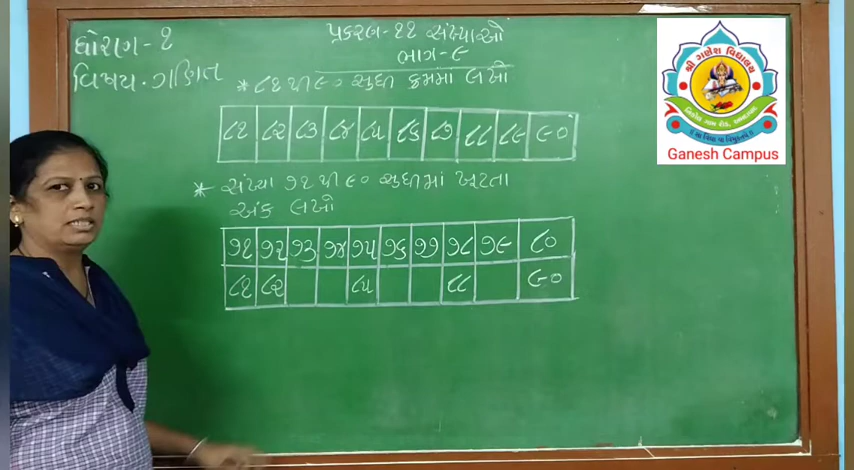 ધોરણ - ૧
વિષય . ગણિત
પ્રકરણ - ૧૧ સંખ્યાઓ
ભાગ - ૯
* ૮૧ થી ૯૦ સુધી ક્રમમાં લખો
૮૧ ૮૨ ૮૩ ૮૪ ૮૫ ૮૬ ૮૭ ૮૮ ૮૯ ૯૦
* સંખ્યા ૭૧ થી ૯૦ સુધીમાં ખૂટતા
અંક લખો
૭૧ ૭૨ ૭૩ ૭૪ ૭૫ ૭૬ ૭૭ ૭૮ ૭૯ ૮૦
૮૧ ૮૨ ૮૫ ૮૮ ૯૦
શ્રી ગણેશ વિદ્યાલય
Ganesh Campus